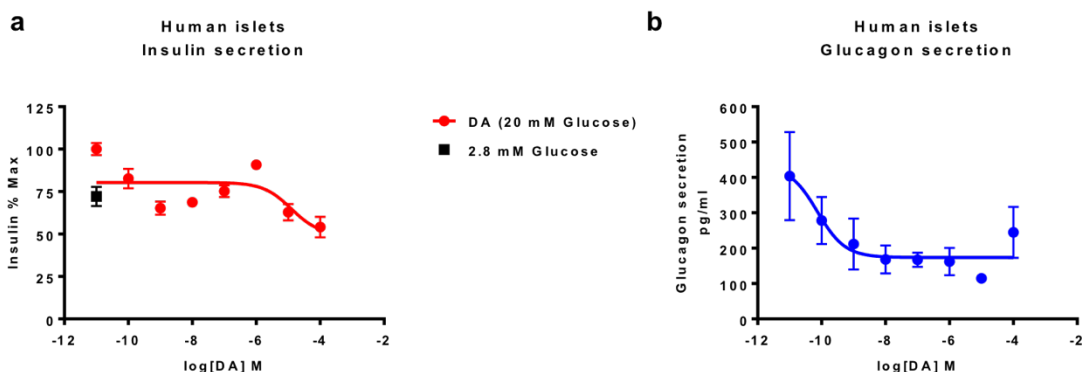 a
Human islets
Insulin secretion
125
100
75
50
25
0
Insulin % Max
-12
-10
-8
-6
-4
-2
log[DA] M
DA (20 mM Glucose)
2.8 mM Glucose
b
Human islets
Glucagon secretion
600
500
400
300
200
100
0
Glucagon secretion
pg/ml
-12
-10
-8
-6
-4
-2
log[DA] M